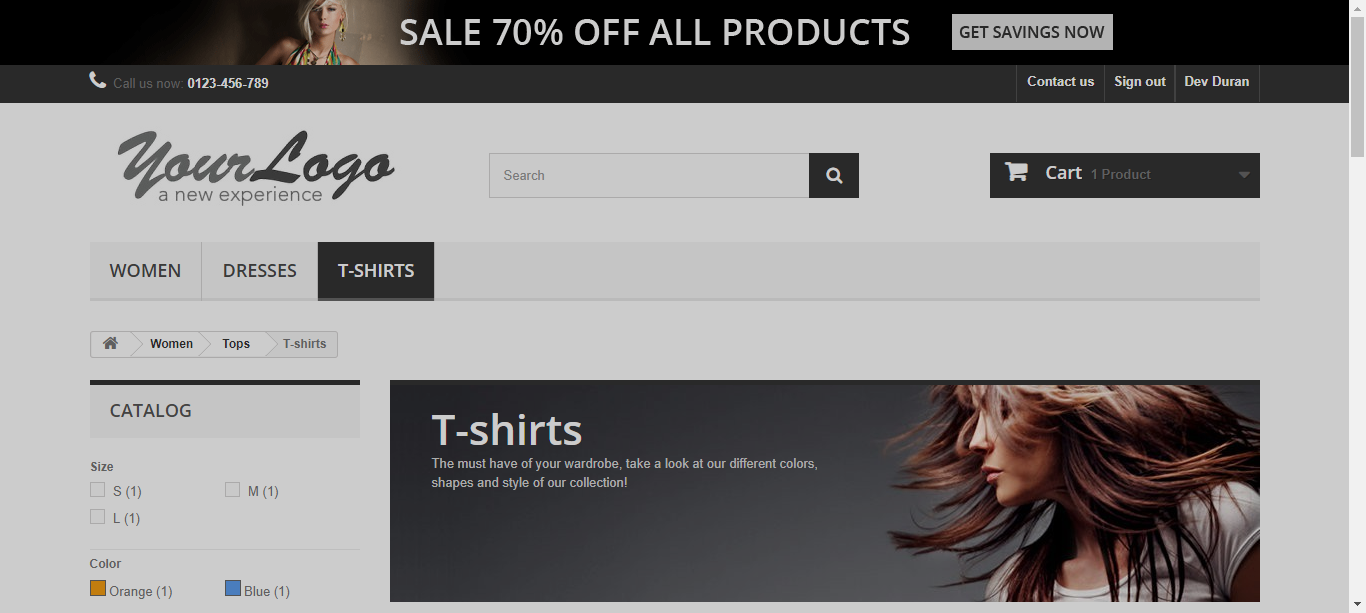 SALE 70% OFF ALL PRODUCTS GET SAVINGS NOW
Call us now: 0123-456-789 Contact us Sign out Dev Duran
Your Logo
a new experience
Search
Cart 1 Product
WOMEN DRESSES T-SHIRTS
Women Tops T-shirts
CATALOG
Size
S (1) M (1)
L (1)
Color
Orange (1) Blue (1)
T-shirts
The must have of your wardrobe, take a look at our different colors,
shapes and style of our collection!